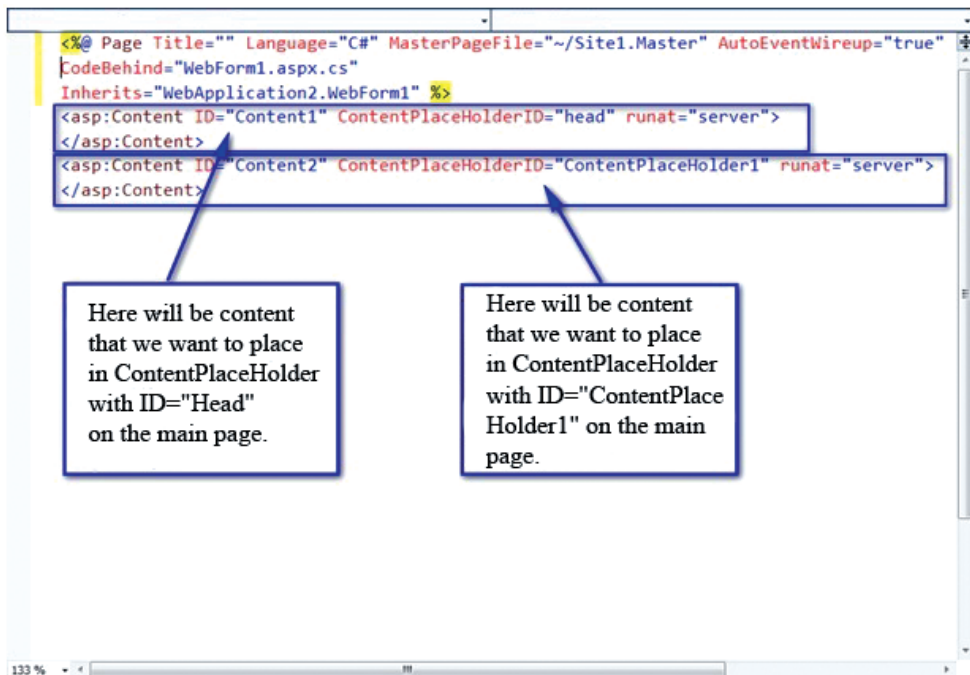 <%@ Page Title="" Language="C#" MasterPageFile="~/Site1.Master" AutoEventWireup="true"
CodeBehind="WebForm1.aspx.cs"
Inherits="WebApplication2.WebForm1" %>
<asp:Content ID="Content1" ContentPlaceHolderID="head" runat="server">
</asp:Content>
<asp:Content ID="Content2" ContentPlaceHolderID="ContentPlaceHolder1" runat="server">
</asp:Content>
Here will be content
that we want to place
in ContentPlaceHolder
with ID="Head"
on the main page.
Here will be content
that we want to place
in ContentPlaceHolder
with ID="ContentPlace
Holder1" on the main
page.
133 %